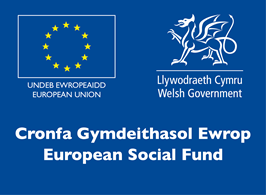 UNDEB EWROPEAIDD
EUROPEAN UNION
Llywodraeth Cymru
Welsh Government
Cronfa Gymdeithasol Ewrop
European Social Fund